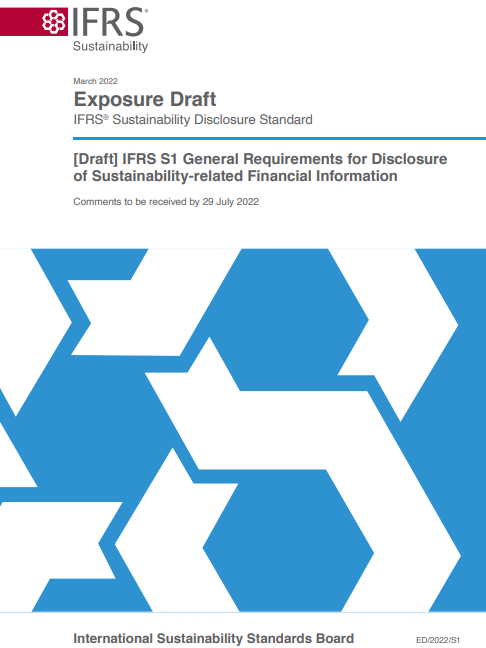 IFRS®
Sustainability
March 2022
Exposure Draft
IFRS® Sustainability Disclosure Standard
[Draft] IFRS S1 General Requirements for Disclosure
of Sustainability-related Financial Information
Comments to be received by 29 July 2022
International Sustainability Standards Board
ED/2022/S1